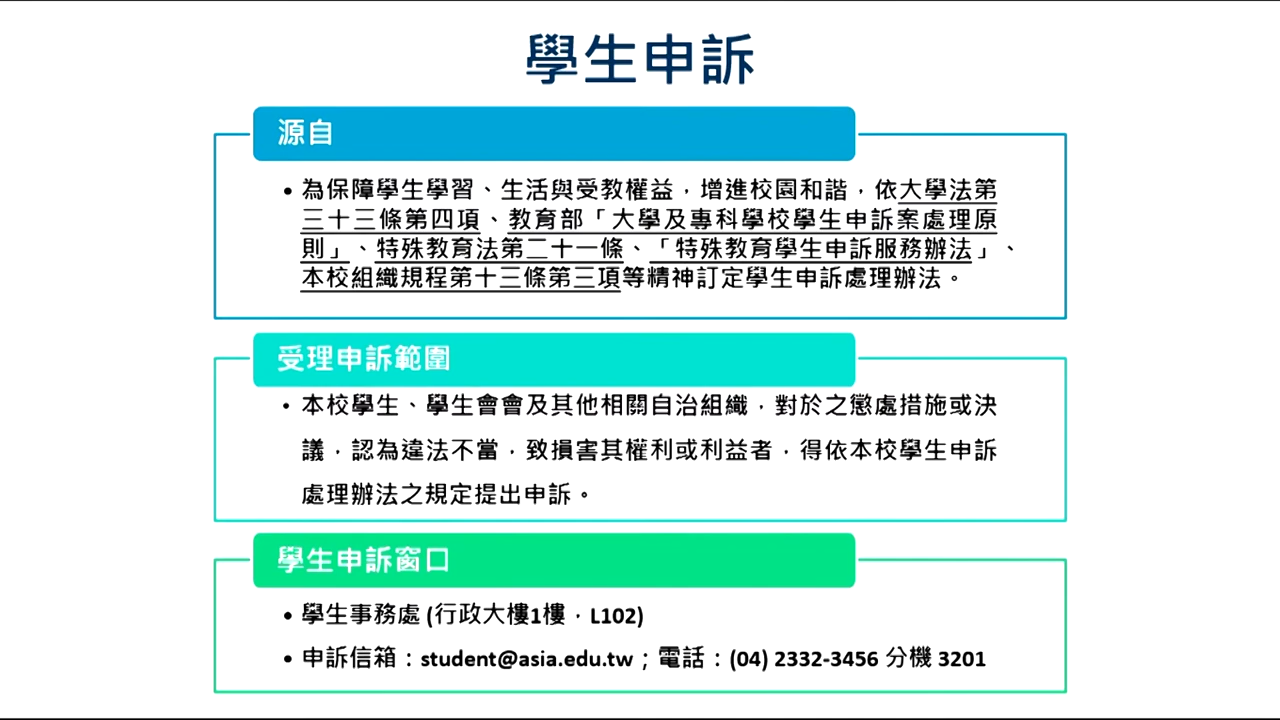 學生申訴
源自
• 為保障學生學習、生活與受教權益，增進校園和諧，依大學法第
三十三條第四項、教育部「大學及專科學校學生申訴案處理原
則」、特殊教育法第二十一條、「特殊教育學生申訴服務辦法」、
本校組織規程第十三條第三項等精神訂定學生申訴處理辦法。
受理申訴範圍
• 本校學生、學生會會及其他相關自治組織，對於之懲處措施或決
議，認為違法不當，致損害其權利或利益者，得依本校學生申訴
處理辦法之規定提出申訴。
學生申訴窗口
• 學生事務處 (行政大樓1樓，L102)
• 申訴信箱：student@asia.edu.tw；電話：(04) 2332-3456 分機 3201